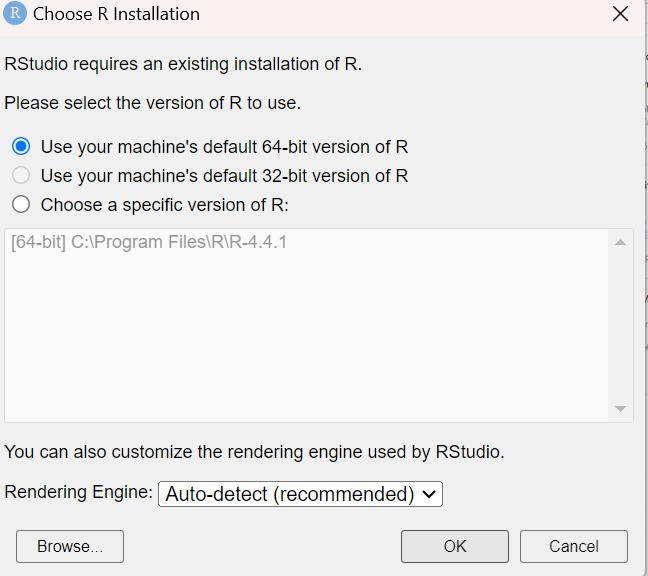 R Choose R Installation
RStudio requires an existing installation of R.
Please select the version of R to use.
Use your machine's default 64-bit version of R
Use your machine's default 32-bit version of R
Choose a specific version of R:
[64-bit] C:\Program Files\R\R-4.4.1
You can also customize the rendering engine used by RStudio.
Rendering Engine: Auto-detect (recommended)
Browse... OK Cancel